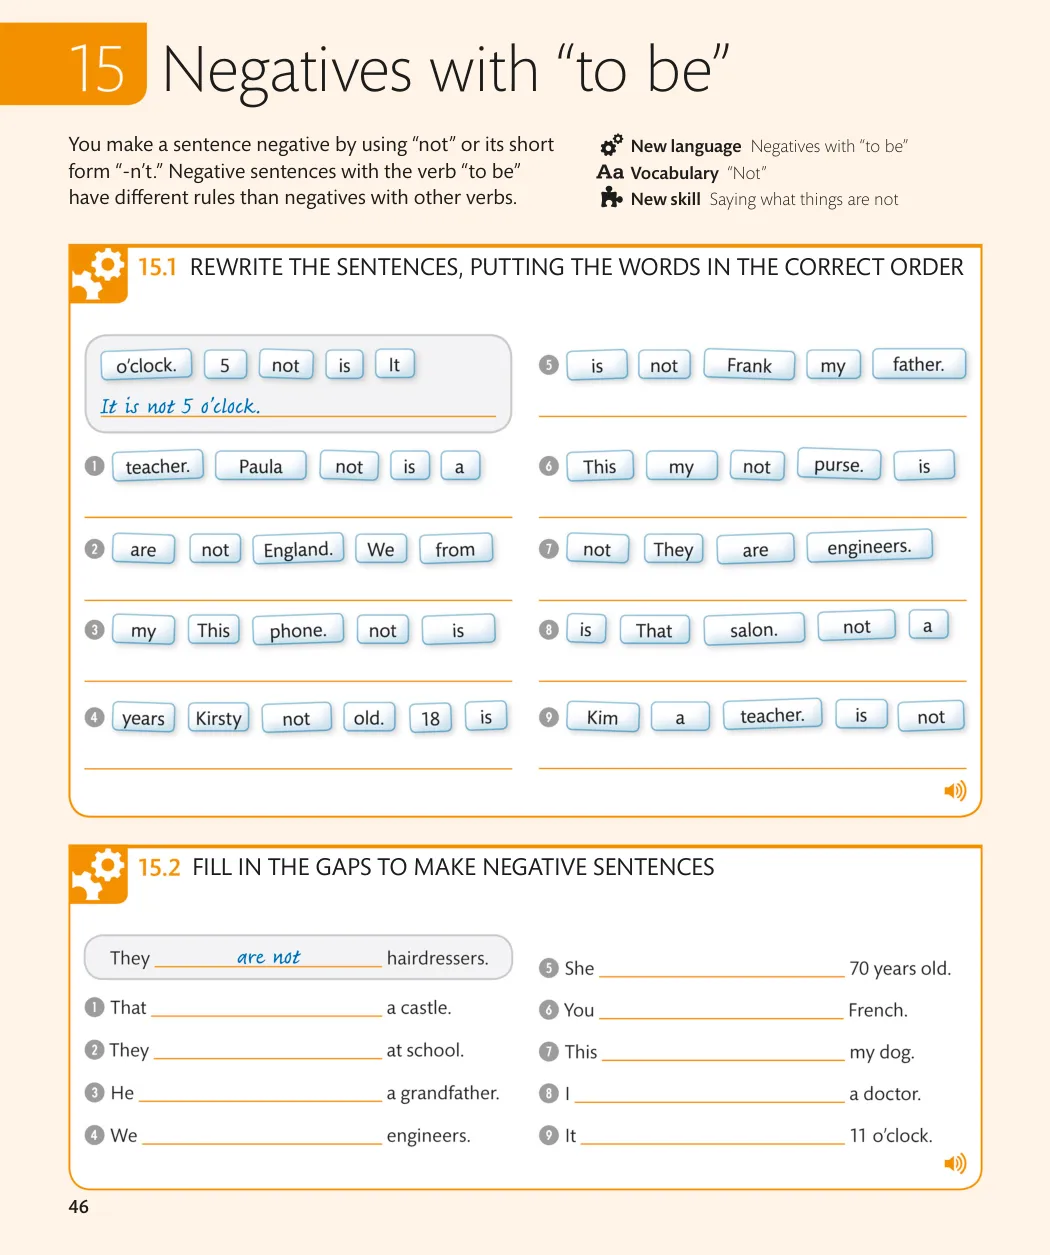 15 Negatives with “to be”
You make a sentence negative by using “not” or its short
form “-n’t.” Negative sentences with the verb “to be”
have different rules than negatives with other verbs.
New language Negatives with “to be”
Aa Vocabulary “Not”
New skill Saying what things are not
15.1 REWRITE THE SENTENCES, PUTTING THE WORDS IN THE CORRECT ORDER
o’clock. 5 not is It
It is not 5 o’clock.
1 teacher. Paula not is a
2 are not England. We from
3 my This phone. not is
4 years Kirsty not old. 18 is
5 is not Frank my father.
6 This my not purse. is
7 not They are engineers.
8 is That salon. not a
9 Kim a teacher. is not
15.2 FILL IN THE GAPS TO MAKE NEGATIVE SENTENCES
They are not hairdressers.
1 That a castle.
2 They at school.
3 He a grandfather.
4 We engineers.
5 She 70 years old.
6 You French.
7 This my dog.
8 I a doctor.
9 It 11 o’clock.
46